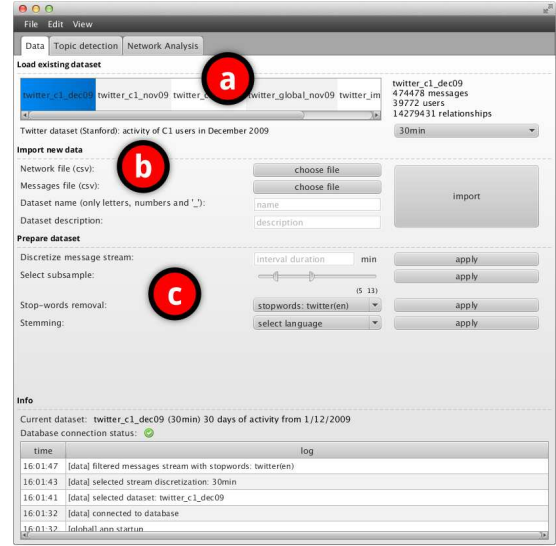 File Edit View
Data Topic detection Network Analysis
Load existing dataset
a
twitter_c1_dec09 twitter_c1_nov09 twitter_c twitter_global_nov09 twitter_im
twitter_c1_dec09
474478 messages
39772 users
14279431 relationships
Twitter dataset (Stanford): activity of C1 users in December 2009
30min
Import new data
b
Network file (csv): choose file
Messages file (csv): choose file
import
Dataset name (only letters, numbers and '_'): name
Dataset description: description
Prepare dataset
Discretize message stream: interval duration min apply
Select subsample: apply
c
(5 13)
Stop-words removal: stopwords: twitter(en) apply
Stemming: select language apply
Info
Current dataset: twitter_c1_dec09 (30min) 30 days of activity from 1/12/2009
Database connection status:
time log
16:01:47 [data] filtered messages stream with stopwords: twitter(en)
16:01:43 [data] selected stream discretization: 30min
16:01:41 [data] selected dataset: twitter_c1_dec09
16:01:32 [data] connected to database
16:01:32 [global] app startup